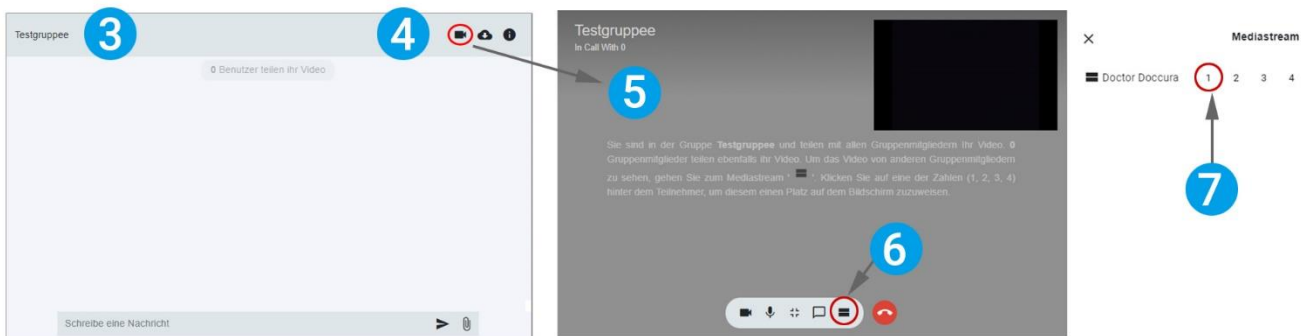 Testgruppee
3
4
0 Benutzer teilen ihr Video
Schreibe eine Nachricht
Testgruppee
In Call With 0
5
Sie sind in der Gruppe Testgruppee und teilen mit allen Gruppenmitgliedern Ihr Video. 0
Gruppenmitglieder teilen ebenfalls ihr Video. Um das Video von anderen Gruppenmitgliedern
zu sehen, gehen Sie zum Mediastream ' '. Klicken Sie auf eine der Zahlen (1, 2, 3, 4)
hinter dem Teilnehmer, um diesem einen Platz auf dem Bildschirm zuzuweisen.
6
Mediastream
Doctor Doccura 1 2 3 4
7